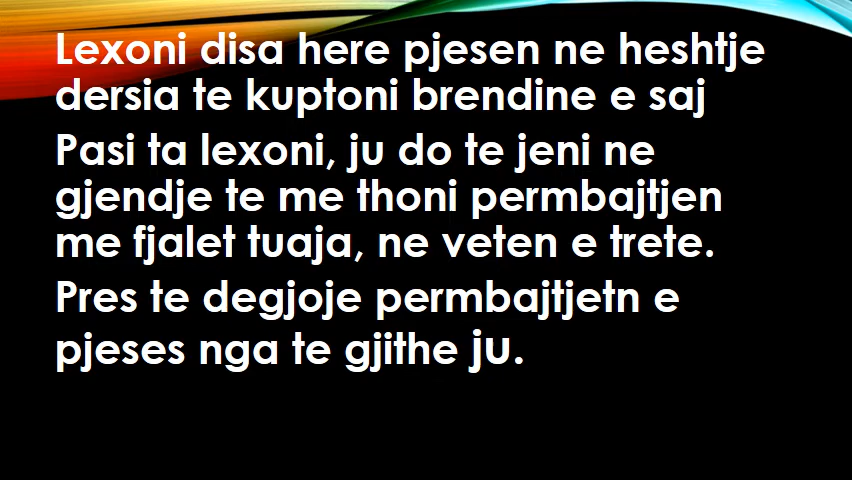 Lexoni disa here pjesen ne heshtje
dersia te kuptoni brendine e saj
Pasi ta lexoni, ju do te jeni ne
gjendje te me thoni permbajtjen
me fjalet tuaja, ne veten e trete.
Pres te degjoje permbajtjetn e
pjeses nga te gjithe ju.